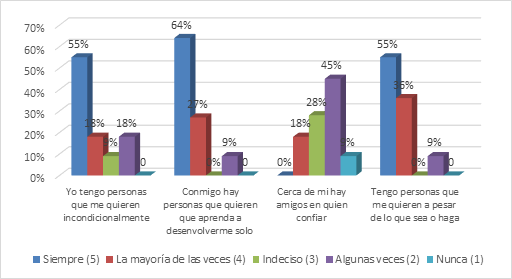 70%
60%
50%
40%
30%
20%
10%
0%
55%
18%
9%
18%
0
64%
27%
0%
9%
0
0%
18%
28%
45%
9%
55%
36%
0%
9%
0
Yo tengo personas
que me quieren
incondicionalmente
Conmigo hay
personas que quieren
que aprenda a
desenvolverme solo
Cerca de mi hay
amigos en quien
confiar
Tengo personas que
me quieren a pesar
de lo que sea o haga
Siempre (5) La mayoría de las veces (4) Indeciso (3) Algunas veces (2) Nunca (1)